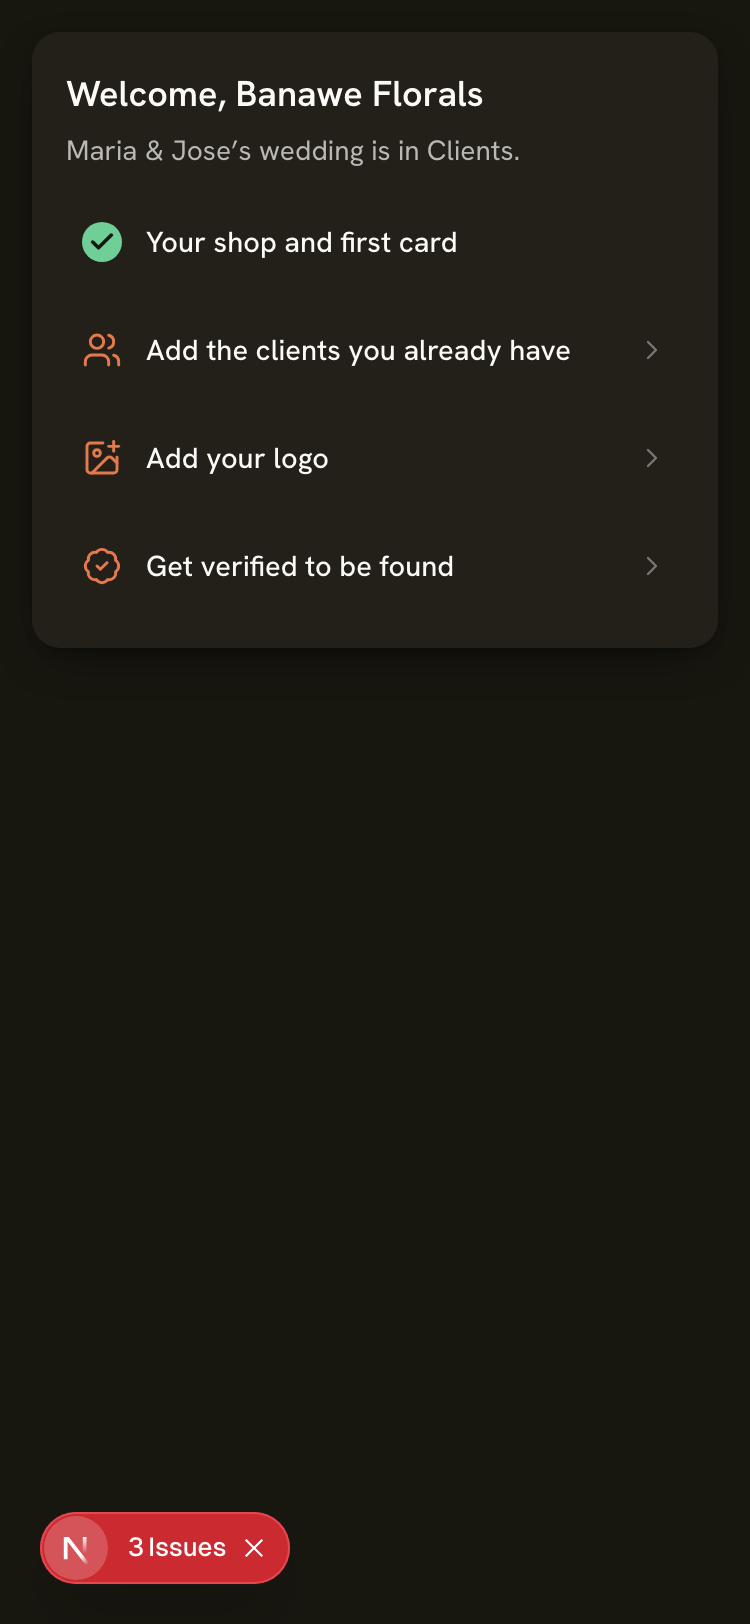 Welcome, Banawe Florals
Maria & Jose’s wedding is in Clients.
Your shop and first card
Add the clients you already have
Add your logo
Get verified to be found
N 3 Issues